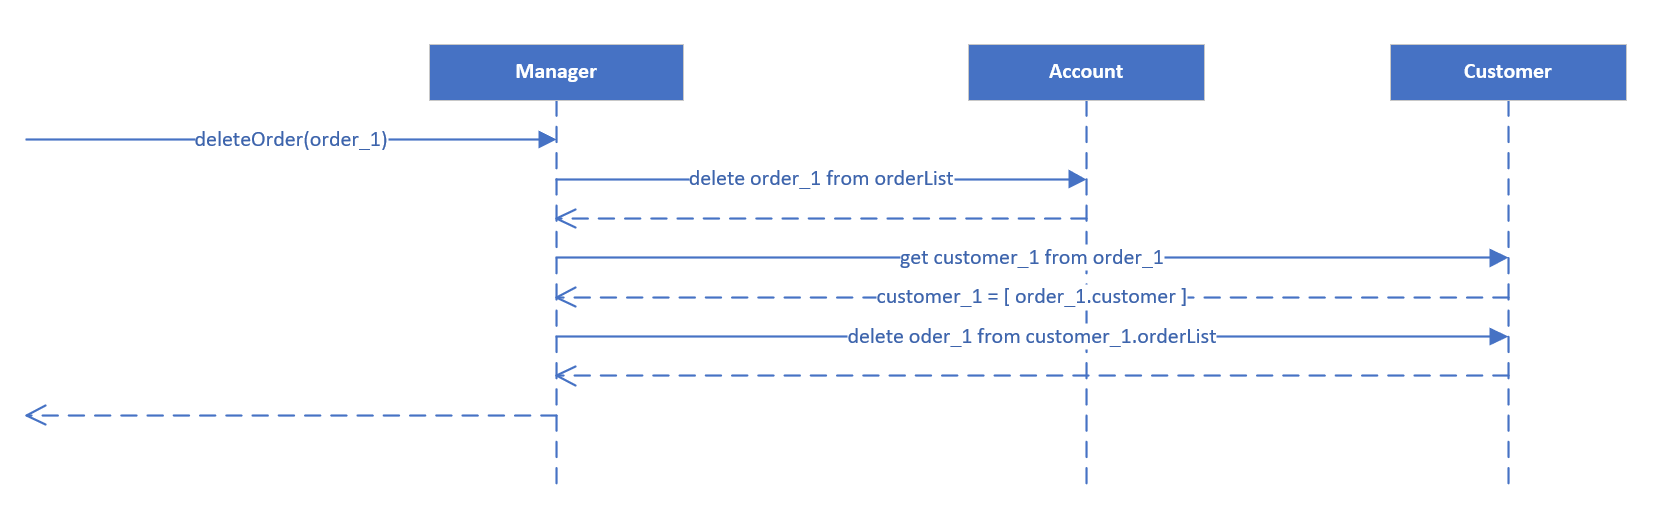 Manager
Account
Customer
deleteOrder(order_1)
delete order_1 from orderList
get customer_1 from order_1
customer_1 = [ order_1.customer ]
delete oder_1 from customer_1.orderList